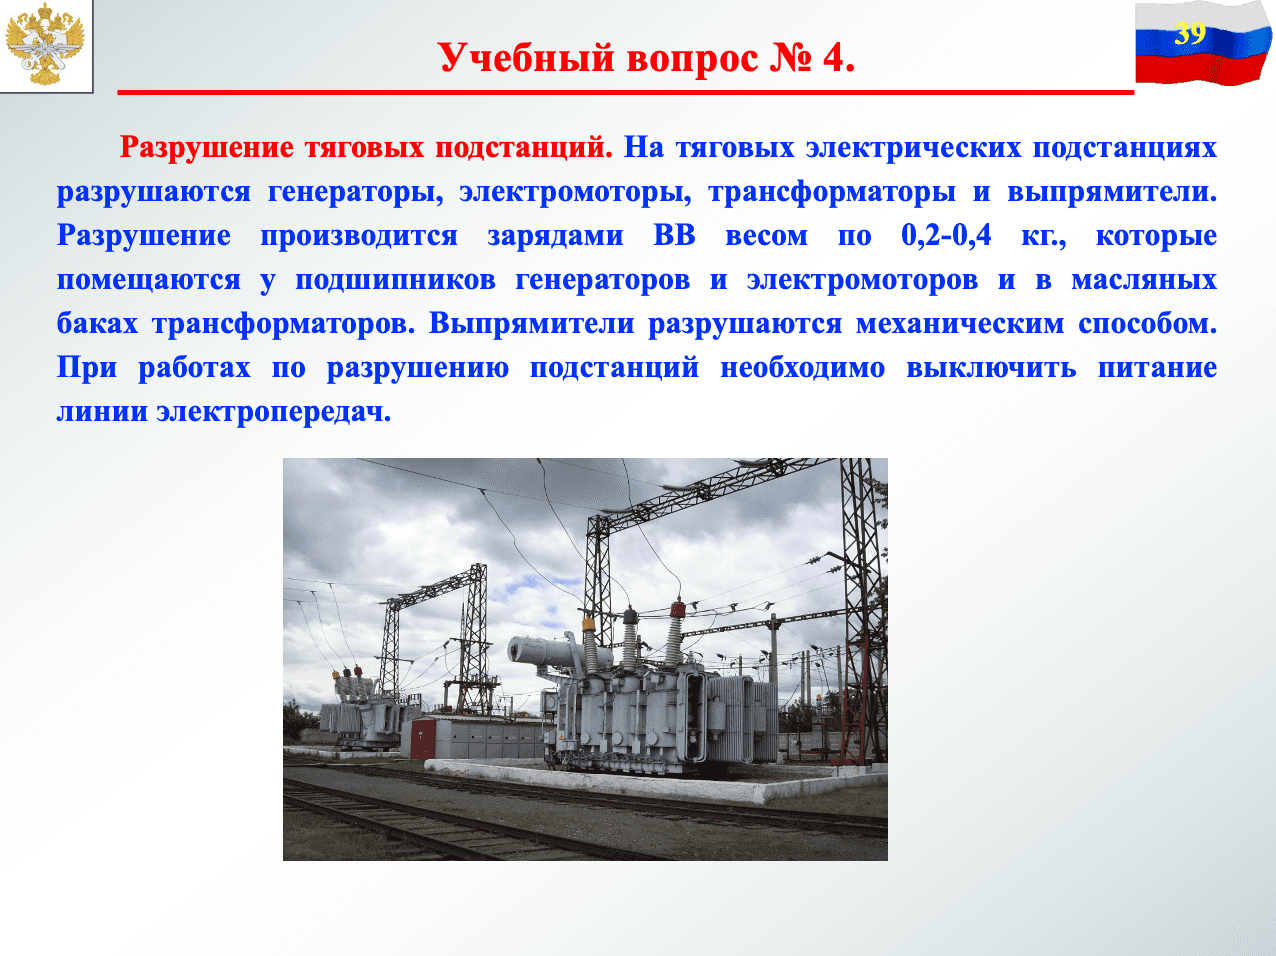 39
Учебный вопрос № 4.
Разрушение тяговых подстанций. На тяговых электрических подстанциях
разрушаются генераторы, электромоторы, трансформаторы и выпрямители.
Разрушение производится зарядами ВВ весом по 0,2-0,4 кг., которые
помещаются у подшипников генераторов и электромоторов и в масляных
баках трансформаторов. Выпрямители разрушаются механическим способом.
При работах по разрушению подстанций необходимо выключить питание
линии электропередач.